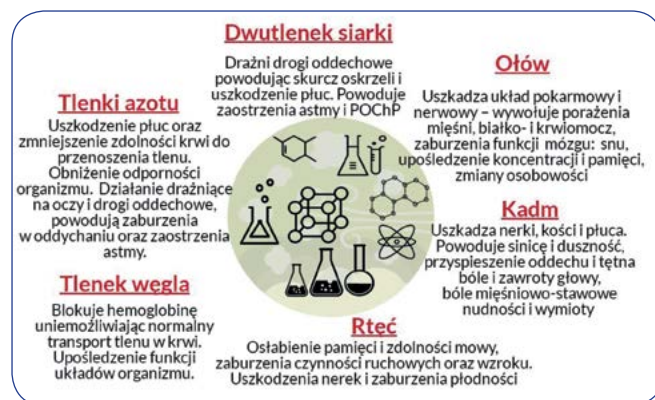 Dwutlenek siarki
Drażni drogi oddechowe
powodując skurcz oskrzeli i
uszkodzenie płuc. Powoduje
zaostrzenia astmy i POChP
Ołów
Uszkadza układ pokarmowy i
nerwowy – wywołuje porażenia
mięśni, białko- i krwiomocz,
zaburzenia funkcji mózgu: snu,
upośledzenie koncentracji i pamięci,
zmiany osobowości
Tlenki azotu
Uszkodzenie płuc oraz
zmniejszenie zdolności krwi do
przenoszenia tlenu.
Obniżenie odporności
organizmu. Działanie drażniące
na oczy i drogi oddechowe,
powodują zaburzenia
w oddychaniu oraz zaostrzenia
astmy.
Kadm
Uszkadza nerki, kości i płuca.
Powoduje sinicę i duszność,
przyspieszenie oddechu i tętna
bóle i zawroty głowy,
bóle mięśniowo-stawowe
nudności i wymioty
Tlenek węgla
Blokuje hemoglobinę
uniemożliwiając normalny
transport tlenu w krwi.
Upośledzenie funkcji
układów organizmu.
Rtęć
Osłabienie pamięci i zdolności mowy,
zaburzenia czynności ruchowych oraz wzroku.
Uszkodzenia nerek i zaburzenia płodności